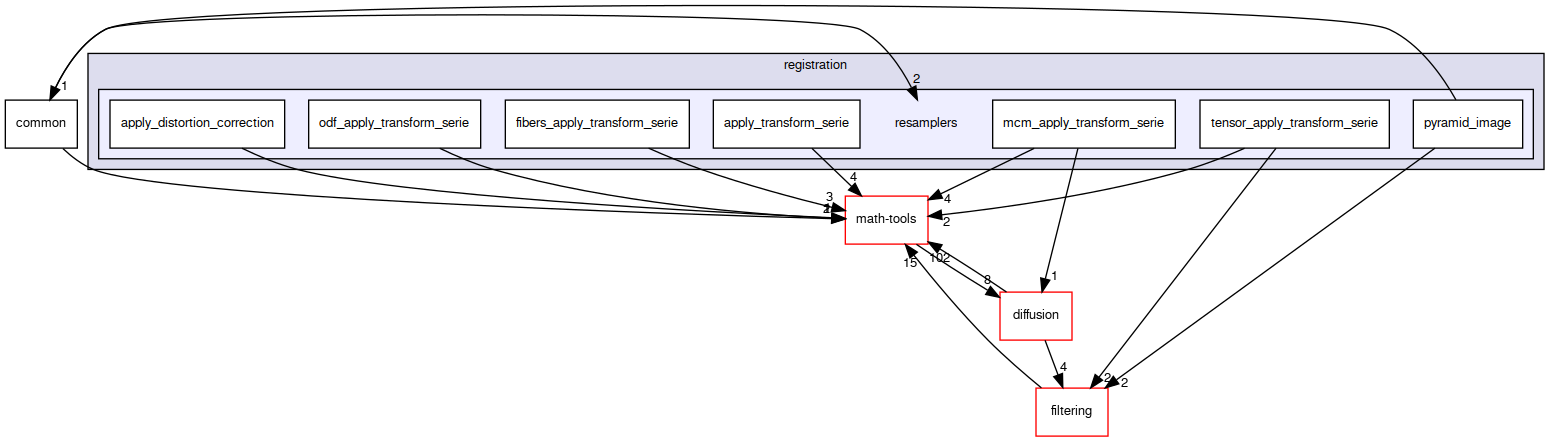 registration
1
2
common
apply_distortion_correction
odf_apply_transform_serie
fibers_apply_transform_serie
apply_transform_serie
resamplers
mcm_apply_transform_serie
tensor_apply_transform_serie
pyramid_image
4
3
4
2
math-tools
15
102
8
1
diffusion
4
2
2
filtering